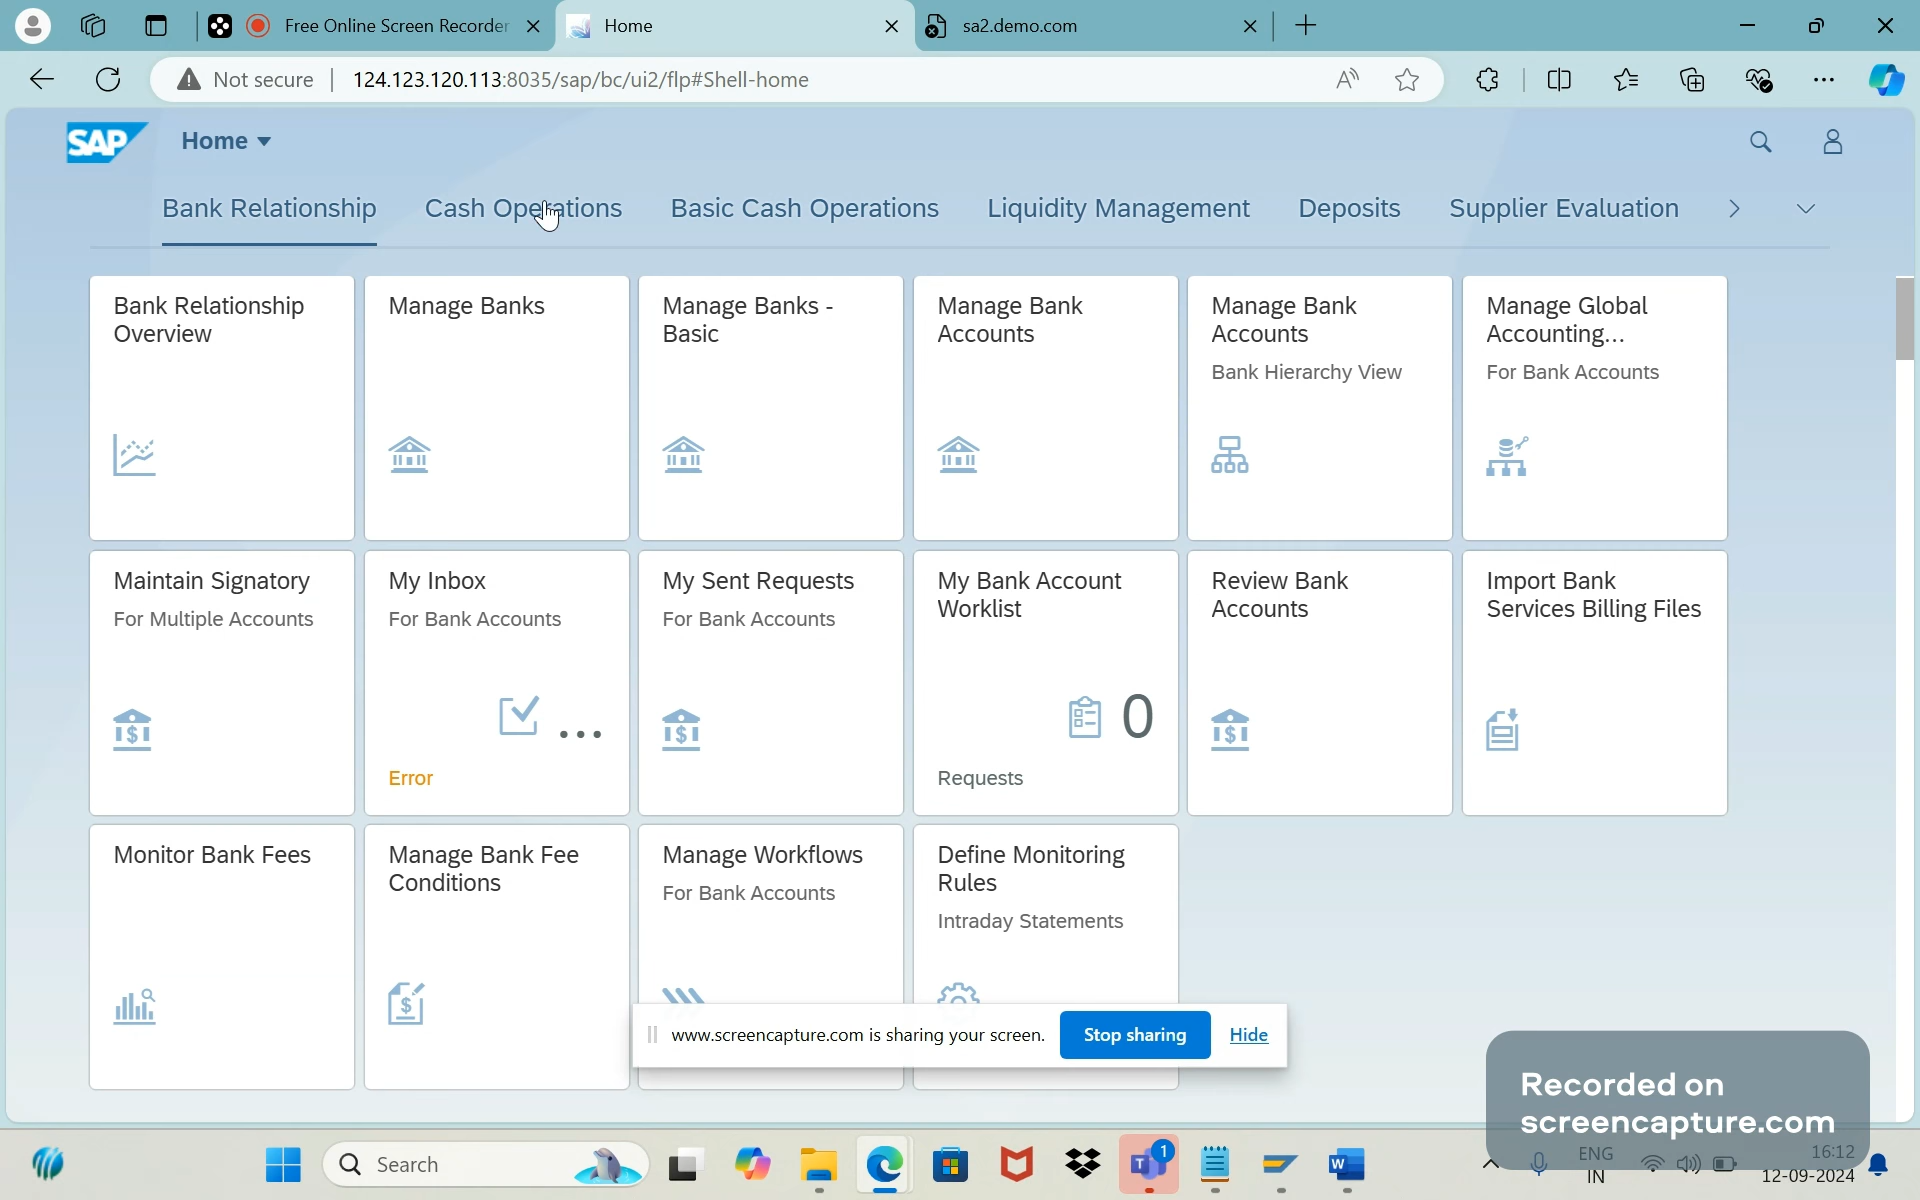 Free Online Screen Recorder
Home
sa2.demo.com
Not secure
124.123.120.113:8035/sap/bc/ui2/flp#Shell-home
SAP
Home
Bank Relationship
Cash Operations
Basic Cash Operations
Liquidity Management
Deposits
Supplier Evaluation
Bank Relationship
Overview
Manage Banks
Manage Banks -
Basic
Manage Bank
Accounts
Manage Bank
Accounts
Bank Hierarchy View
Manage Global
Accounting...
For Bank Accounts
Maintain Signatory
For Multiple Accounts
My Inbox
For Bank Accounts
...
Error
My Sent Requests
For Bank Accounts
My Bank Account
Worklist
0
Requests
Review Bank
Accounts
Import Bank
Services Billing Files
Monitor Bank Fees
Manage Bank Fee
Conditions
Manage Workflows
For Bank Accounts
Define Monitoring
Rules
Intraday Statements
www.screencapture.com is sharing your screen.
Stop sharing
Hide
Recorded on
screencapture.com
Search
1
ENG
IN
16:12
12-09-2024